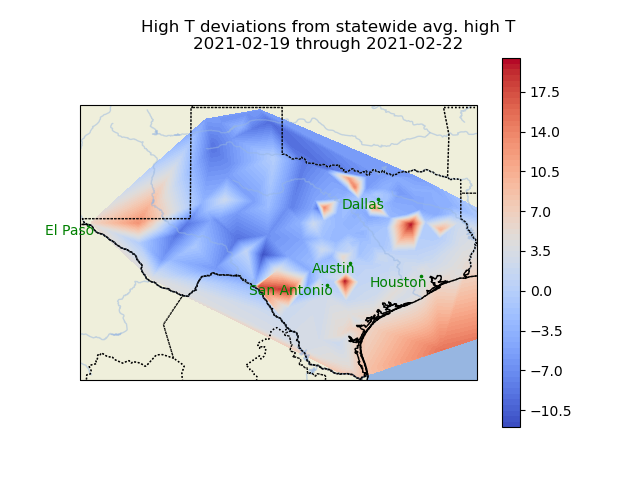 High T deviations from statewide avg. high T
2021-02-19 through 2021-02-22
17.5
14.0
10.5
7.0
3.5
0.0
−3.5
−7.0
−10.5
Dallas
El Paso
Austin
San Antonio
Houston